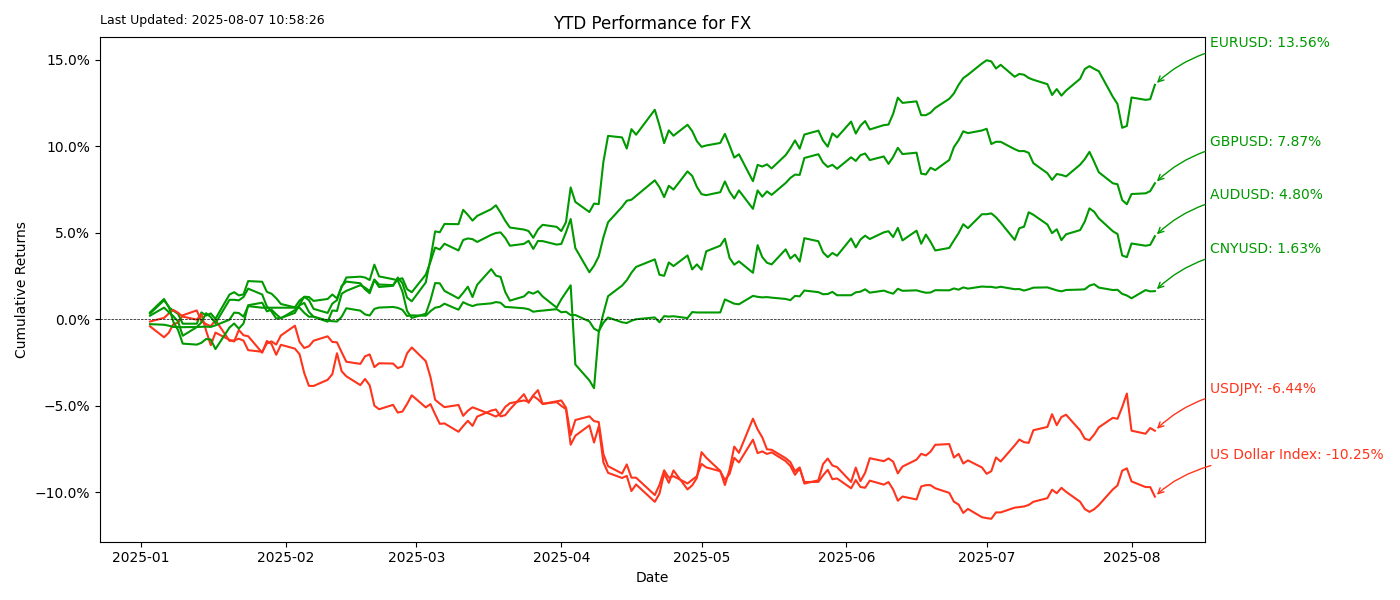 Last Updated: 2025-08-07 10:58:26
YTD Performance for FX
15.0%
10.0%
5.0%
0.0%
−5.0%
−10.0%
Cumulative Returns
EURUSD: 13.56%
GBPUSD: 7.87%
AUDUSD: 4.80%
CNYUSD: 1.63%
USDJPY: -6.44%
US Dollar Index: -10.25%
2025-01
2025-02
2025-03
2025-04
2025-05
2025-06
2025-07
2025-08
Date